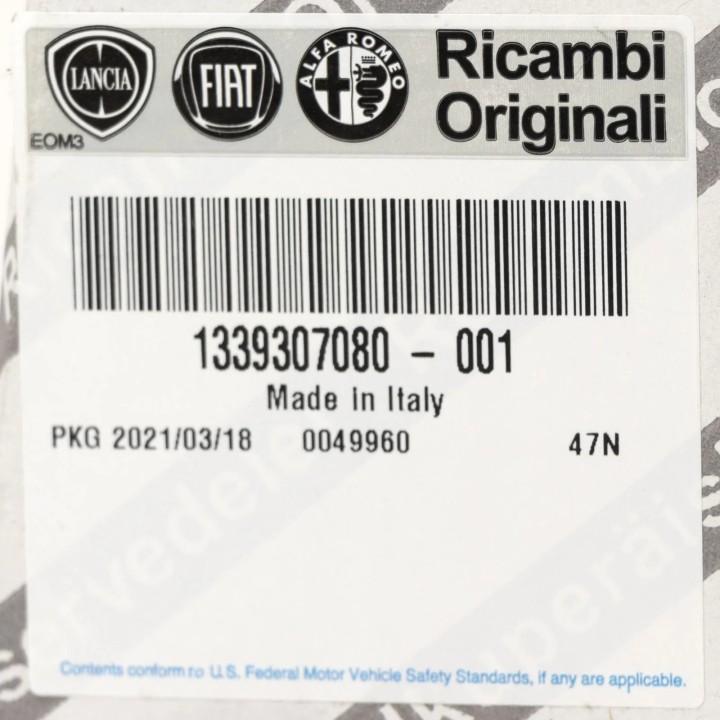 LANCIA
FIAT
ALFA ROMEO
Ricambi
Originali
EOM3
1339307080 - 001
Made in Italy
PKG 2021/03/18 0049960 47N
Contents conform to U.S. Federal Motor Vehicle Safety Standards, if any are applicable.